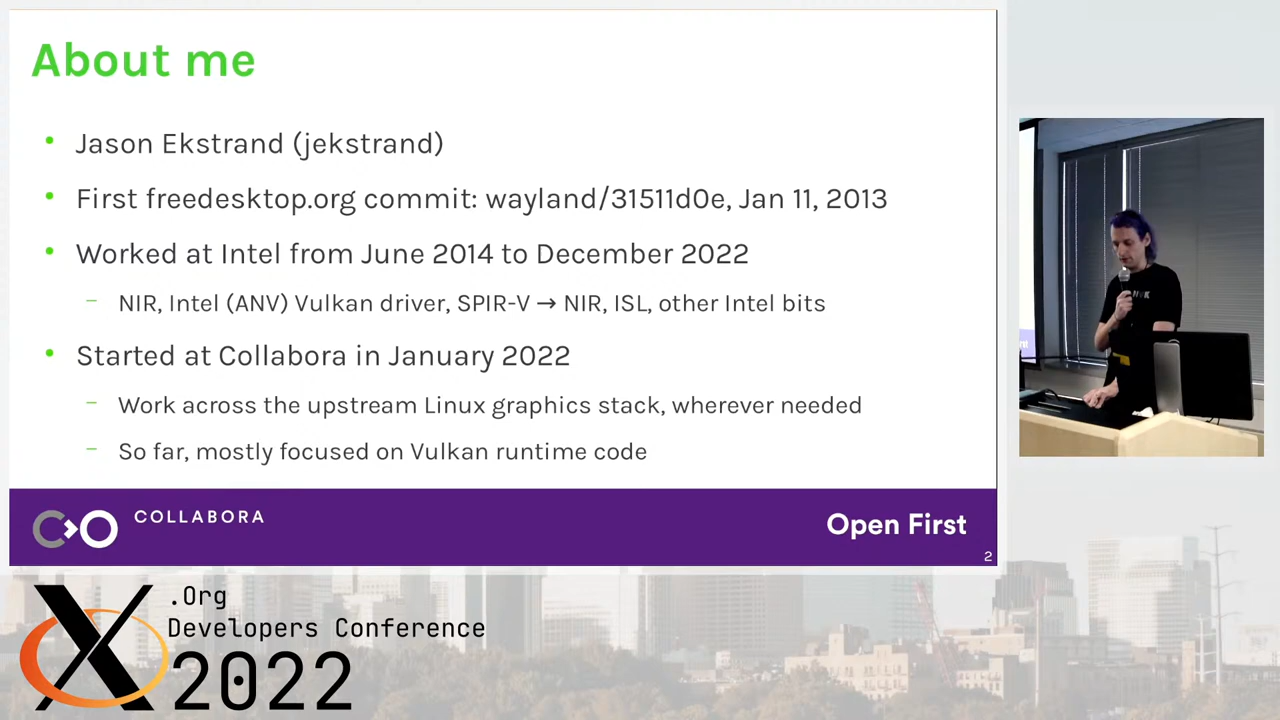 About me
• Jason Ekstrand (jekstrand)
• First freedesktop.org commit: wayland/31511d0e, Jan 11, 2013
• Worked at Intel from June 2014 to December 2022
– NIR, Intel (ANV) Vulkan driver, SPIR-V → NIR, ISL, other Intel bits
• Started at Collabora in January 2022
– Work across the upstream Linux graphics stack, wherever needed
– So far, mostly focused on Vulkan runtime code
COLLABORA
Open First
2
X.Org
Developers Conference
2022